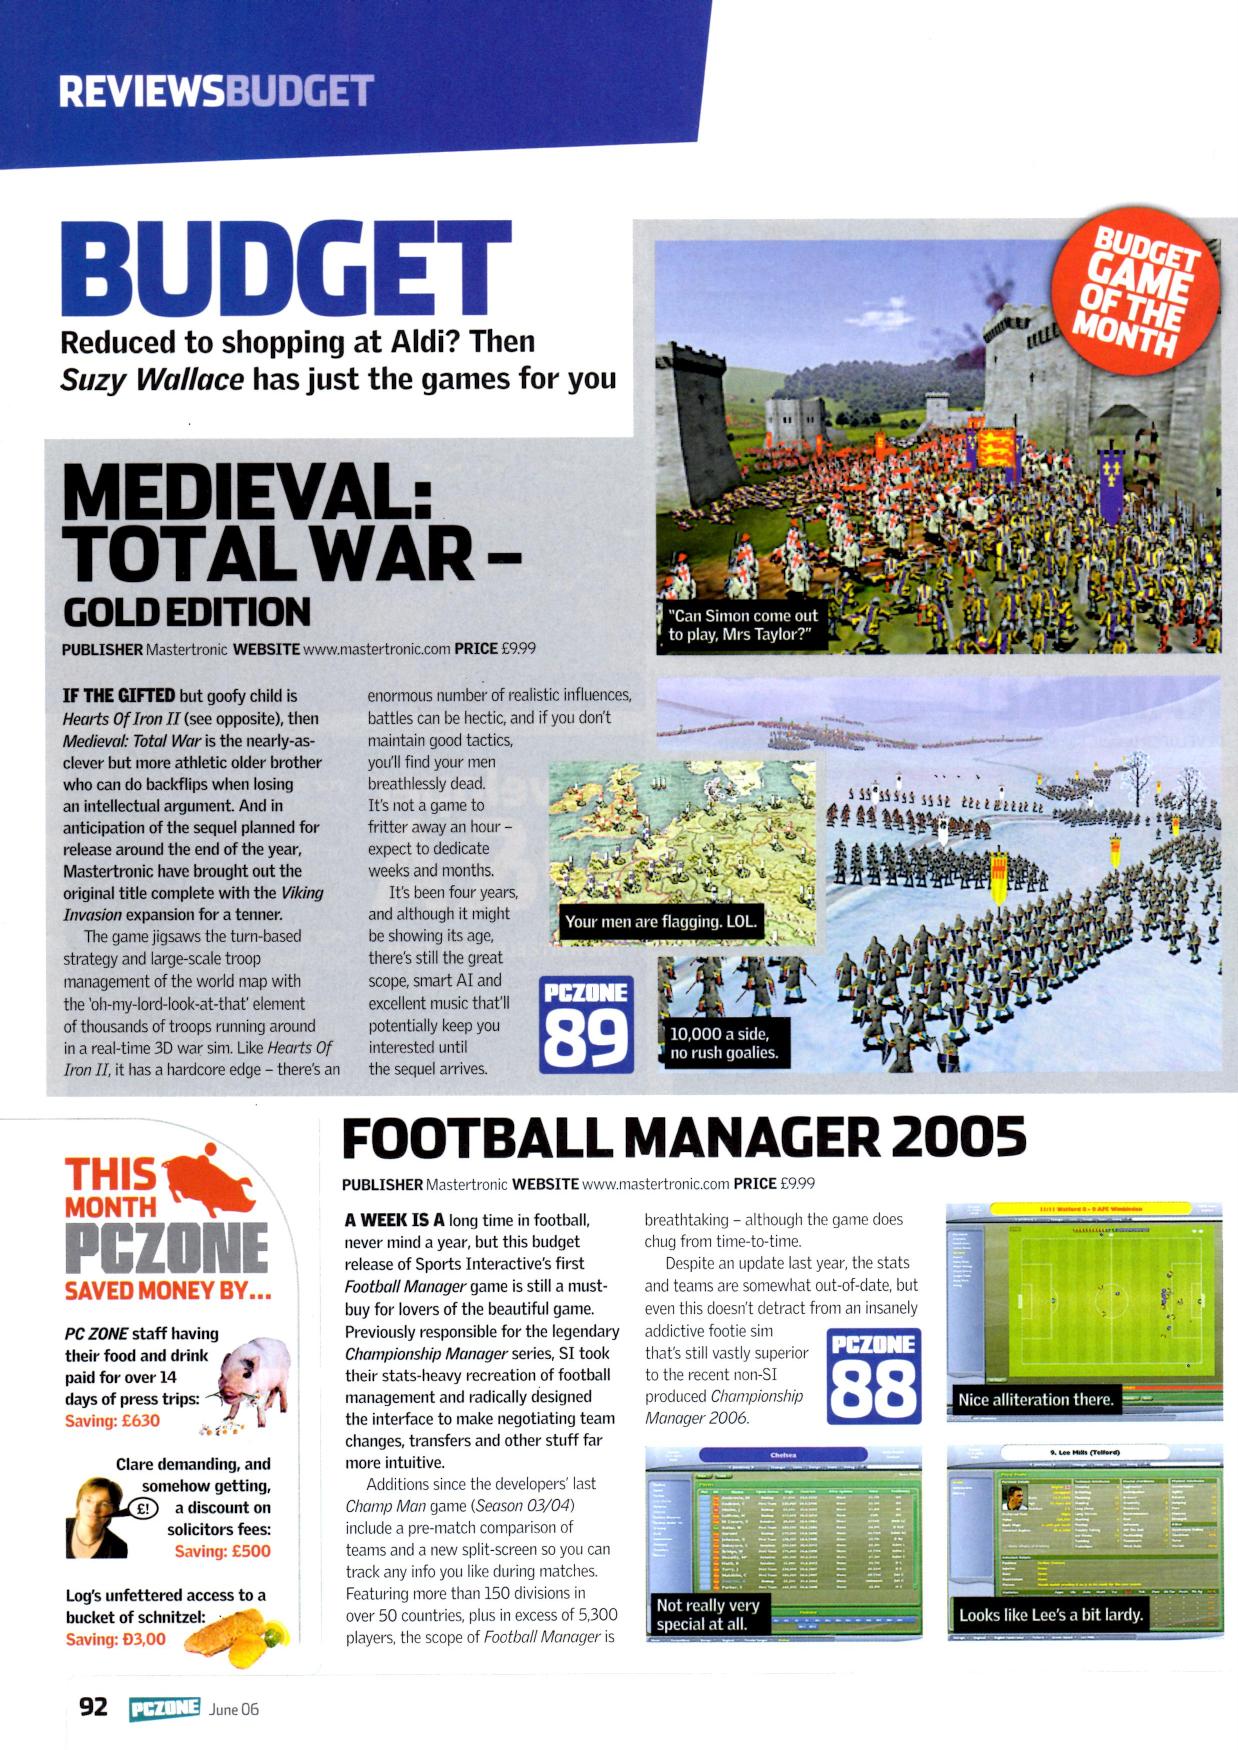 REVIEWSBUDGET
BUDGET
Reduced to shopping at Aldi? Then
Suzy Wallace has just the games for you
BUDGET
GAME
OF THE
MONTH
MEDIEVAL:
TOTAL WAR –
GOLD EDITION
PUBLISHER Mastertronic WEBSITE www.mastertronic.com PRICE £9.99
IF THE GIFTED but goofy child is
Hearts Of Iron II (see opposite), then
Medieval: Total War is the nearly-as-
clever but more athletic older brother
who can do backflips when losing
an intellectual argument. And in
anticipation of the sequel planned for
release around the end of the year,
Mastertronic have brought out the
original title complete with the Viking
Invasion expansion for a tenner.
The game jigsaws the turn-based
strategy and large-scale troop
management of the world map with
the 'oh-my-lord-look-at-that' element
of thousands of troops running around
in a real-time 3D war sim. Like Hearts Of
Iron II, it has a hardcore edge – there's an
enormous number of realistic influences,
battles can be hectic, and if you don't
maintain good tactics,
you'll find your men
breathlessly dead.
It's not a game to
fritter away an hour –
expect to dedicate
weeks and months.
It's been four years,
and although it might
be showing its age,
there's still the great
scope, smart AI and
excellent music that'll
potentially keep you
interested until
the sequel arrives.
PCZONE
89
"Can Simon come out
to play, Mrs Taylor?"
Your men are flagging. LOL.
10,000 a side,
no rush goalies.
THIS
MONTH
PCZONE
SAVED MONEY BY...
PC ZONE staff having
their food and drink
paid for over 14
days of press trips:
Saving: £630
Clare demanding, and
somehow getting,
a discount on
solicitors fees:
Saving: £500
£!
Log's unfettered access to a
bucket of schnitzel:
Saving: Đ3,00
FOOTBALL MANAGER 2005
PUBLISHER Mastertronic WEBSITE www.mastertronic.com PRICE £9.99
A WEEK IS A long time in football,
never mind a year, but this budget
release of Sports Interactive's first
Football Manager game is still a must-
buy for lovers of the beautiful game.
Previously responsible for the legendary
Championship Manager series, SI took
their stats-heavy recreation of football
management and radically designed
the interface to make negotiating team
changes, transfers and other stuff far
more intuitive.
Additions since the developers' last
Champ Man game (Season 03/04)
include a pre-match comparison of
teams and a new split-screen so you can
track any info you like during matches.
Featuring more than 150 divisions in
over 50 countries, plus in excess of 5,300
players, the scope of Football Manager is
breathtaking – although the game does
chug from time-to-time.
Despite an update last year, the stats
and teams are somewhat out-of-date, but
even this doesn't detract from an insanely
addictive footie sim
that's still vastly superior
to the recent non-SI
produced Championship
Manager 2006.
PCZONE
88
Watford 0 - 0 AFC Wimbledon
Nice alliteration there.
Chelsea
Not really very
special at all.
9. Lee Mills (Telford)
Looks like Lee's a bit lardy.
92 PCZONE June 06